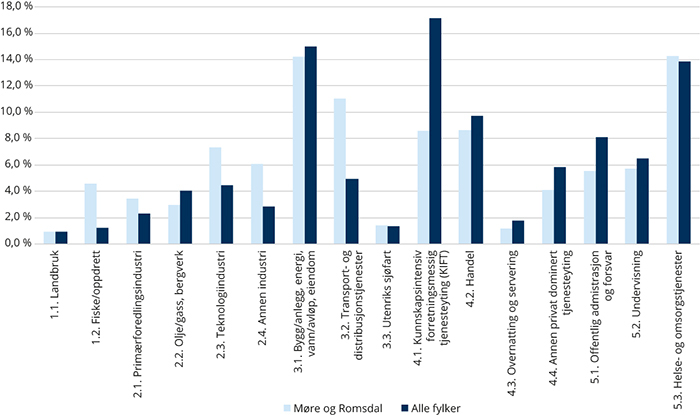 18,0 %
16,0 %
14,0 %
12,0 %
10,0 %
8,0 %
6,0 %
4,0 %
2,0 %
0,0 %
1.1. Landbruk
1.2. Fiske/oppdrett
2.1. Primærforedlingsindustri
2.2. Olje/gass, bergverk
2.3. Teknologiindustri
2.4. Annen industri
3.1. Bygg/anlegg, energi,
vann/avløp, eiendom
3.2. Transport- og
distribusjonstjenester
3.3. Utenriks sjøfart
4.1. Kunnskapsintensiv
forretningsmessig
tjenesteyting (KIFT)
4.2. Handel
4.3. Overnatting og servering
4.4. Annen privat dominert
tjenesteyting
5.1. Offentlig admistrasjon
og forsvar
5.2. Undervisning
5.3. Helse- og omsorgstjenester
Møre og Romsdal
Alle fylker